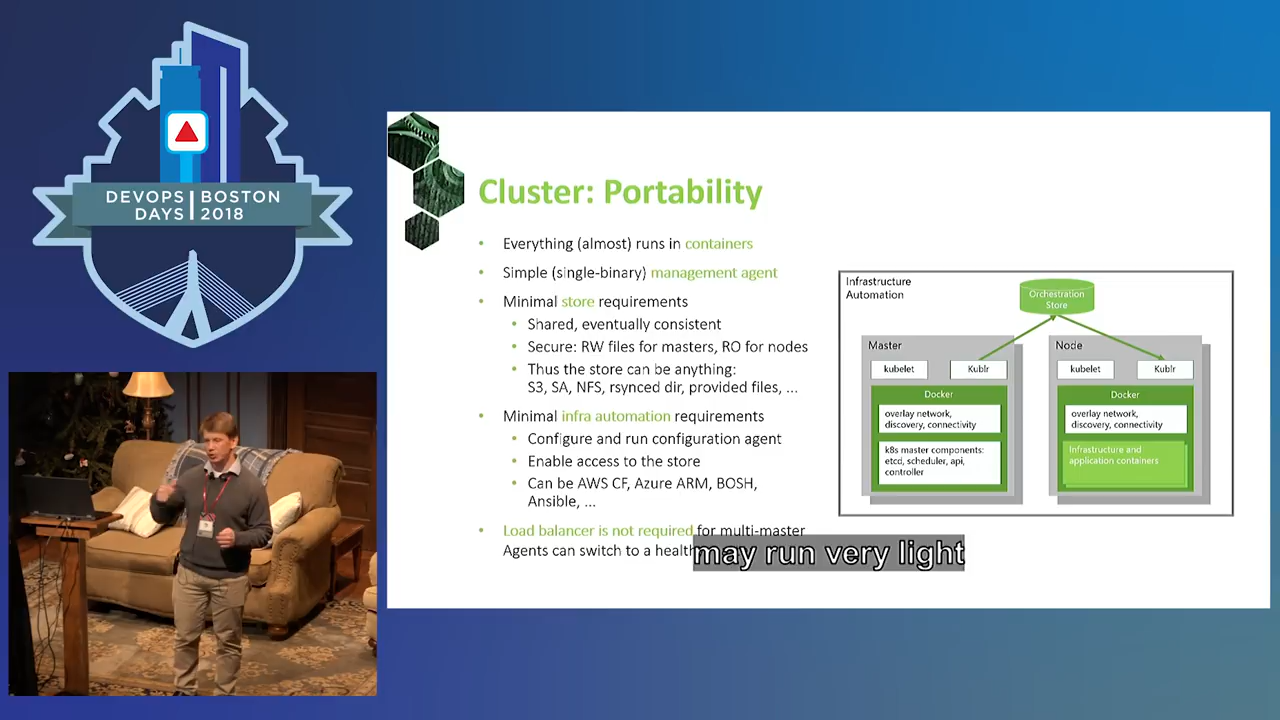 DEVOPS BOSTON
DAYS 2018
Cluster: Portability
• Everything (almost) runs in containers
• Simple (single-binary) management agent
• Minimal store requirements
• Shared, eventually consistent
• Secure: RW files for masters, RO for nodes
• Thus the store can be anything:
S3, SA, NFS, rsynced dir, provided files, ...
• Minimal infra automation requirements
• Configure and run configuration agent
• Enable access to the store
• Can be AWS CF, Azure ARM, BOSH,
Ansible, ...
• Load balancer is not required for multi-master
Agents can switch to a health
may run very light
Infrastructure
Automation
Orchestration
Store
Master
kubelet Kublr
Docker
overlay network,
discovery, connectivity
k8s master components:
etcd, scheduler, api,
controller
Node
kubelet Kublr
Docker
overlay network,
discovery, connectivity
Infrastructure and
application containers